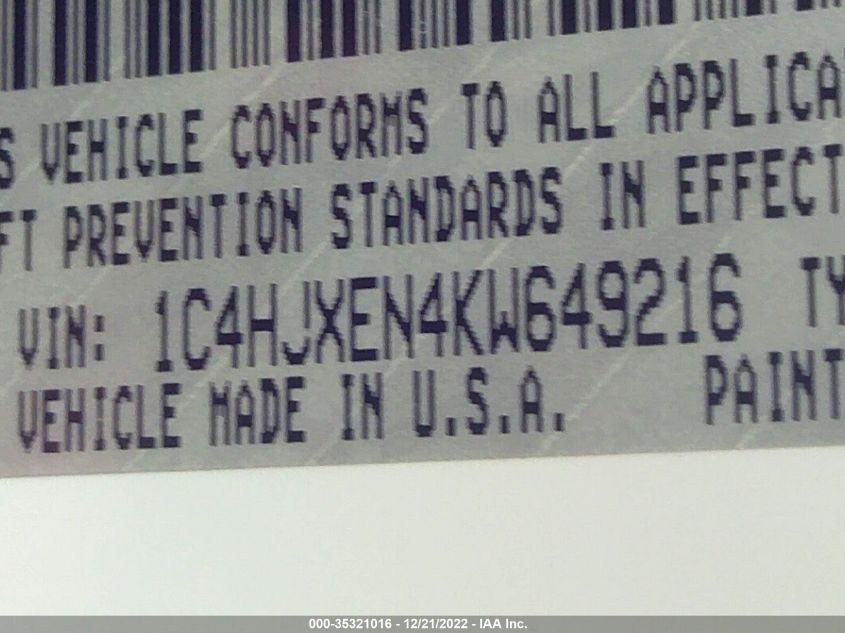 S VEHICLE CONFORMS TO ALL APPLICA
FT PREVENTION STANDARDS IN EFFECT
VIN: 1C4HJXEN4KW649216 TY
VEHICLE MADE IN U.S.A. PAINT
000-35321016 - 12/21/2022 - IAA Inc.